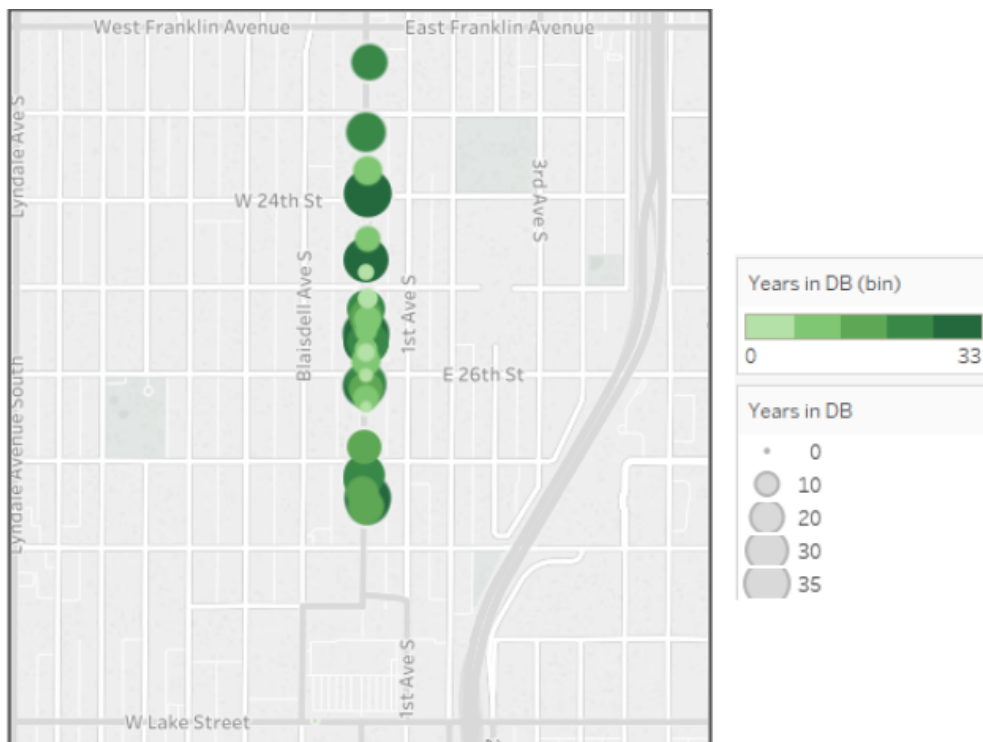 West Franklin Avenue
East Franklin Avenue
Lyndale Ave S
3rd Ave S
W 24th St
Blaisdell Ave S
1st Ave S
E 26th St
Lyndale Avenue South
1st Ave S
W Lake Street
Years in DB (bin)
0
33
Years in DB
0
10
20
30
35